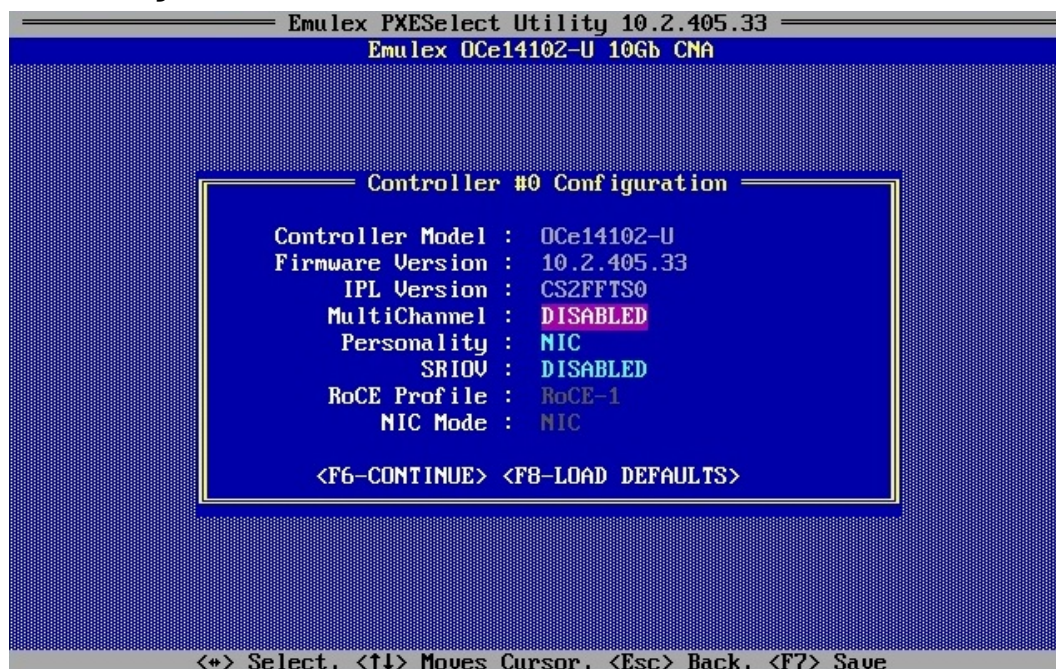 Emulex PXESelect Utility 10.2.405.33
Emulex OCe14102-U 10Gb CNA
Controller #0 Configuration
Controller Model : OCe14102-U
Firmware Version : 10.2.405.33
IPL Version : CS2FFTS0
MultiChannel : DISABLED
Personality : NIC
SRIOV : DISABLED
RoCE Profile : RoCE-1
NIC Mode : NIC
<F6-CONTINUE> <F8-LOAD DEFAULTS>
<↔> Select, <↑↓> Moves Cursor, <Esc> Back, <F7> Save